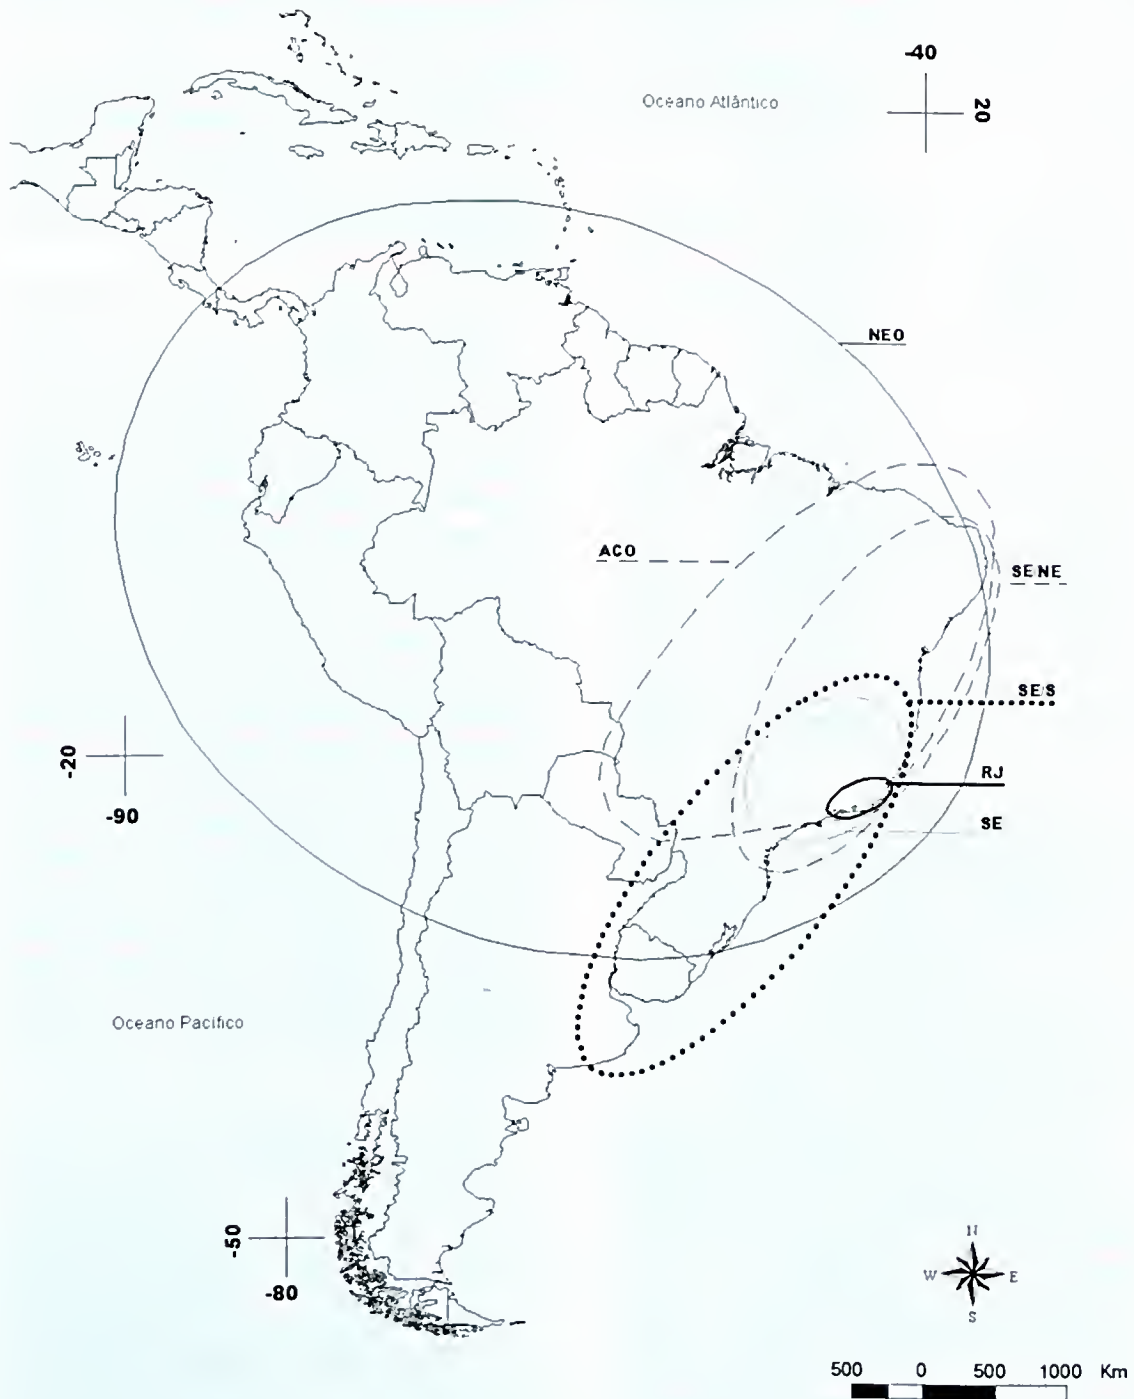 -40
Oceano Atlântico
20
NEO
ACO
SE/NE
SE/S
-20
RJ
-90
SE
Oceano Pacífico
-50
-80
N
W
E
S
500 0 500 1000 Km